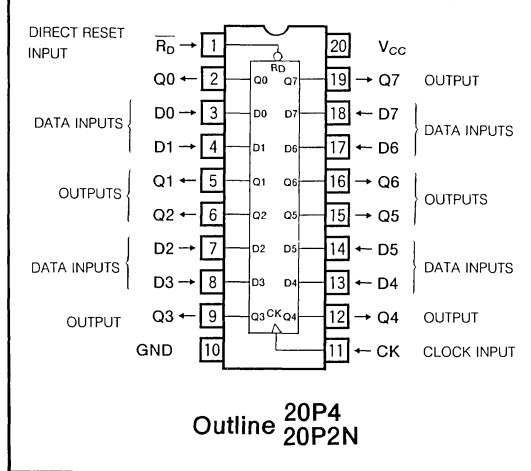 DIRECT RESET
INPUT
R̅D̅ → 1 20 VCC
RD
Q0 ← 2 Q0 Q7 19 → Q7 OUTPUT
DATA INPUTS
D0 → 3 D0 D7 18 ← D7
DATA INPUTS
D1 → 4 D1 D6 17 ← D6
OUTPUTS
Q1 ← 5 Q1 Q6 16 → Q6
OUTPUTS
Q2 ← 6 Q2 Q5 15 → Q5
DATA INPUTS
D2 → 7 D2 D5 14 ← D5
DATA INPUTS
D3 → 8 D3 D4 13 ← D4
OUTPUT Q3 ← 9 Q3 CK Q4 12 → Q4 OUTPUT
GND 10 11 ← CK CLOCK INPUT
Outline 20P4
20P2N